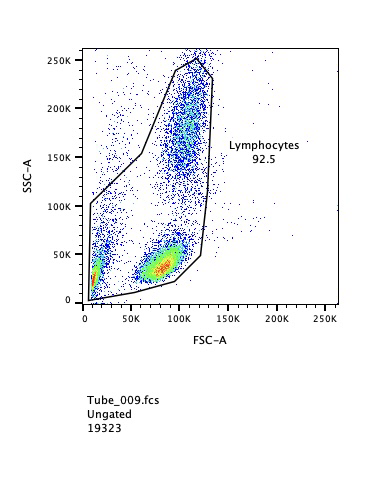 250K
200K
150K
100K
50K
0
SSC-A
Lymphocytes
92.5
0 50K 100K 150K 200K 250K
FSC-A
Tube_009.fcs
Ungated
19323